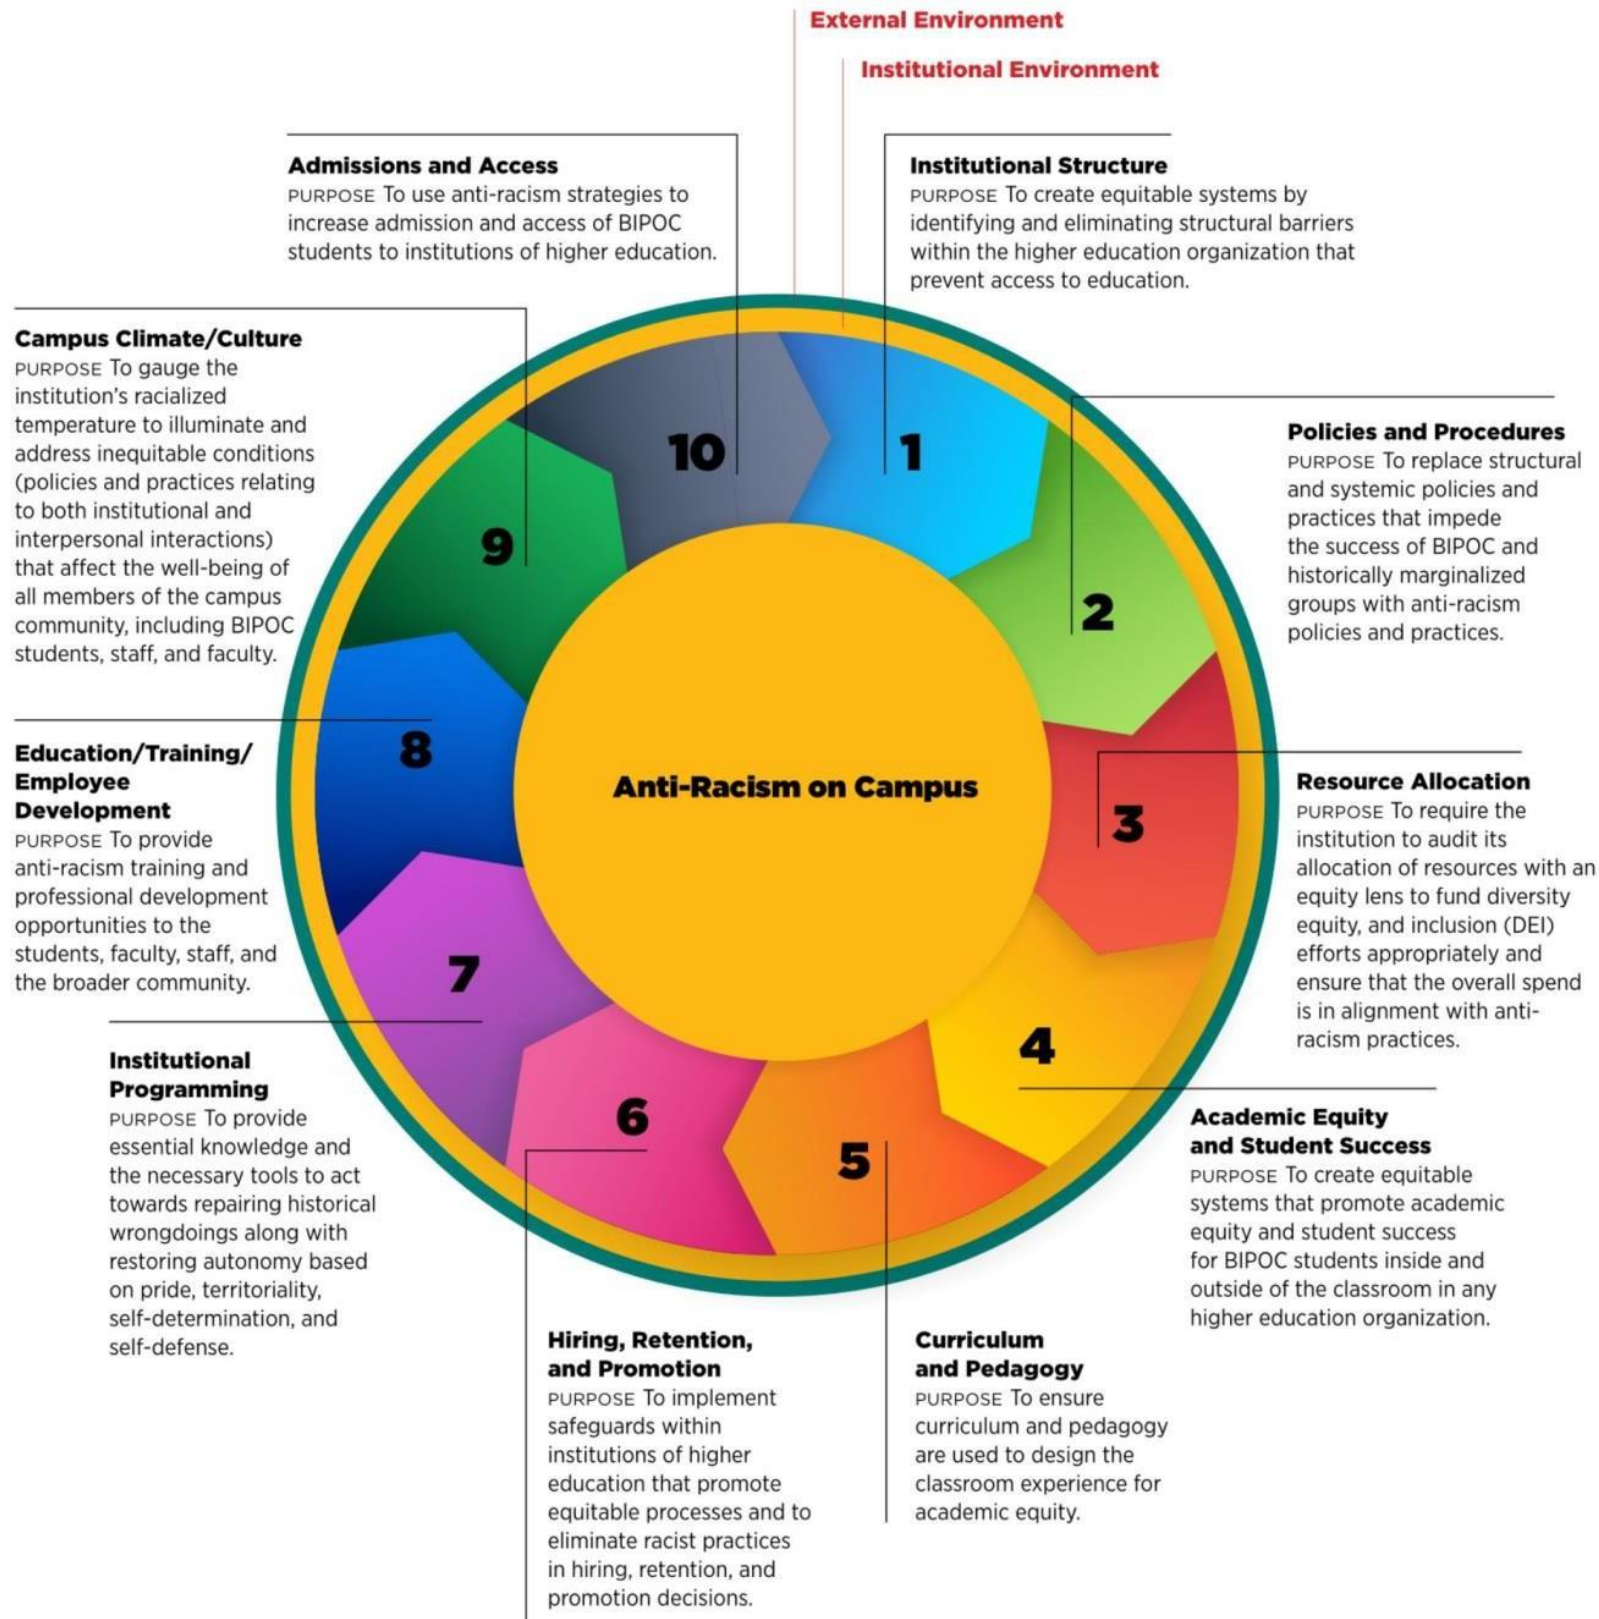 External Environment
Institutional Environment
Admissions and Access
PURPOSE To use anti-racism strategies to
increase admission and access of BIPOC
students to institutions of higher education.
Institutional Structure
PURPOSE To create equitable systems by
identifying and eliminating structural barriers
within the higher education organization that
prevent access to education.
Campus Climate/Culture
PURPOSE To gauge the
institution's racialized
temperature to illuminate and
address inequitable conditions
(policies and practices relating
to both institutional and
interpersonal interactions)
that affect the well-being of
all members of the campus
community, including BIPOC
students, staff, and faculty.
Policies and Procedures
PURPOSE To replace structural
and systemic policies and
practices that impede
the success of BIPOC and
historically marginalized
groups with anti-racism
policies and practices.
10
1
9
2
8
3
7
4
6
5
Anti-Racism on Campus
Education/Training/
Employee
Development
PURPOSE To provide
anti-racism training and
professional development
opportunities to the
students, faculty, staff, and
the broader community.
Resource Allocation
PURPOSE To require the
institution to audit its
allocation of resources with an
equity lens to fund diversity
equity, and inclusion (DEI)
efforts appropriately and
ensure that the overall spend
is in alignment with anti-
racism practices.
Institutional
Programming
PURPOSE To provide
essential knowledge and
the necessary tools to act
towards repairing historical
wrongdoings along with
restoring autonomy based
on pride, territoriality,
self-determination, and
self-defense.
Academic Equity
and Student Success
PURPOSE To create equitable
systems that promote academic
equity and student success
for BIPOC students inside and
outside of the classroom in any
higher education organization.
Hiring, Retention,
and Promotion
PURPOSE To implement
safeguards within
institutions of higher
education that promote
equitable processes and to
eliminate racist practices
in hiring, retention, and
promotion decisions.
Curriculum
and Pedagogy
PURPOSE To ensure
curriculum and pedagogy
are used to design the
classroom experience for
academic equity.